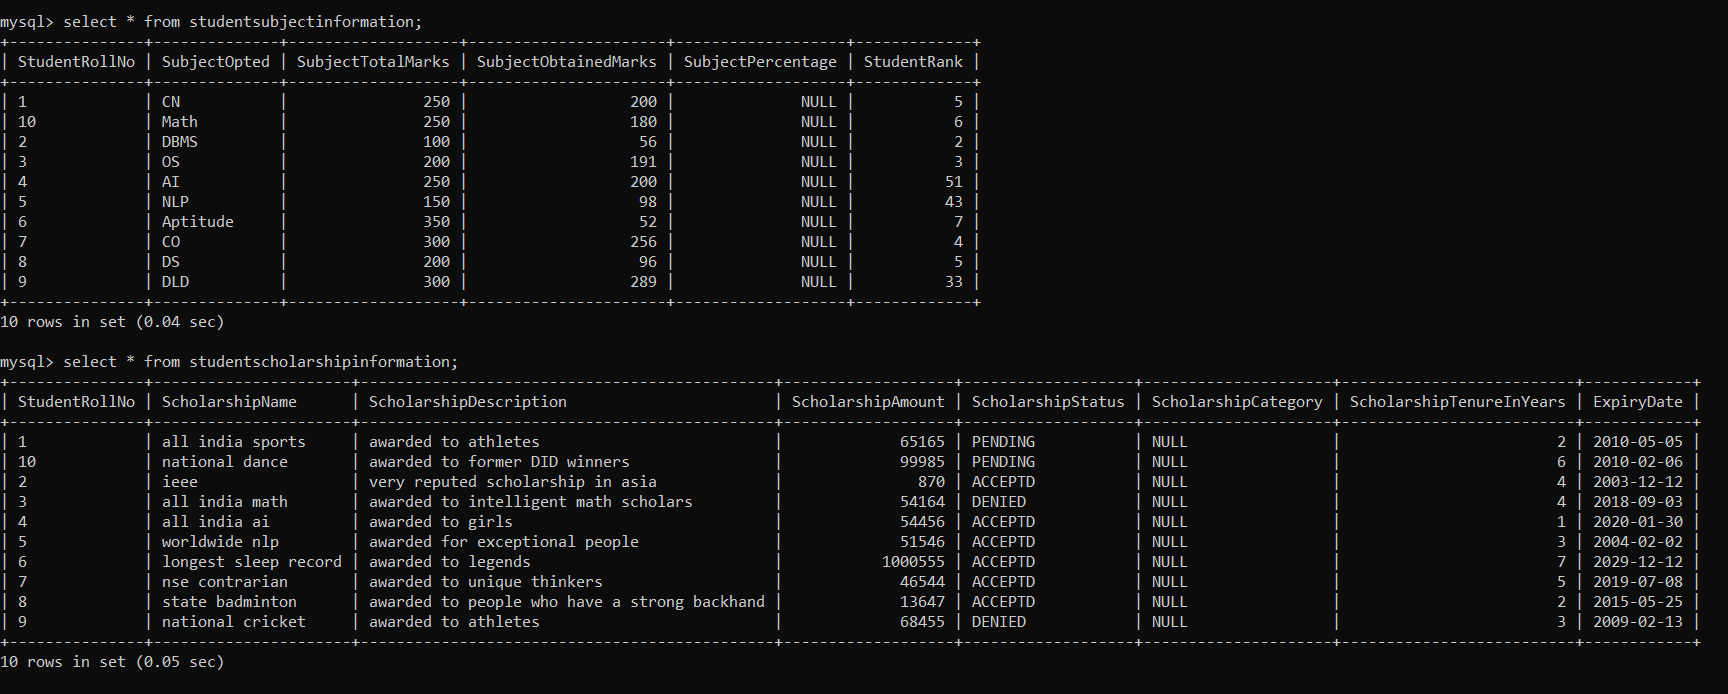 mysql> select * from studentsubjectinformation;
+---------------+--------------+-------------------+----------------------+-------------------+-------------+
| StudentRollNo | SubjectOpted | SubjectTotalMarks | SubjectObtainedMarks | SubjectPercentage | StudentRank |
+---------------+--------------+-------------------+----------------------+-------------------+-------------+
| 1             | CN           |               250 |                  200 |              NULL |           5 |
| 10            | Math         |               250 |                  180 |              NULL |           6 |
| 2             | DBMS         |               100 |                   56 |              NULL |           2 |
| 3             | OS           |               200 |                  191 |              NULL |           3 |
| 4             | AI           |               250 |                  200 |              NULL |          51 |
| 5             | NLP          |               150 |                   98 |              NULL |          43 |
| 6             | Aptitude     |               350 |                   52 |              NULL |           7 |
| 7             | CO           |               300 |                  256 |              NULL |           4 |
| 8             | DS           |               200 |                   96 |              NULL |           5 |
| 9             | DLD          |               300 |                  289 |              NULL |          33 |
+---------------+--------------+-------------------+----------------------+-------------------+-------------+
10 rows in set (0.04 sec)
mysql> select * from studentscholarshipinformation;
+---------------+----------------------+----------------------------------------------+-------------------+-------------------+---------------------+--------------------------+------------+
| StudentRollNo | ScholarshipName      | ScholarshipDescription                       | ScholarshipAmount | ScholarshipStatus | ScholarshipCategory | ScholarshipTenureInYears | ExpiryDate |
+---------------+----------------------+----------------------------------------------+-------------------+-------------------+---------------------+--------------------------+------------+
| 1             | all india sports     | awarded to athletes                          |             65165 | PENDING           | NULL                |                        2 | 2010-05-05 |
| 10            | national dance       | awarded to former DID winners                |             99985 | PENDING           | NULL                |                        6 | 2010-02-06 |
| 2             | ieee                 | very reputed scholarship in asia             |               870 | ACCEPTD           | NULL                |                        4 | 2003-12-12 |
| 3             | all india math       | awarded to intelligent math scholars         |             54164 | DENIED            | NULL                |                        4 | 2018-09-03 |
| 4             | all india ai         | awarded to girls                             |             54456 | ACCEPTD           | NULL                |                        1 | 2020-01-30 |
| 5             | worldwide nlp        | awarded for exceptional people               |             51546 | ACCEPTD           | NULL                |                        3 | 2004-02-02 |
| 6             | longest sleep record | awarded to legends                           |           1000555 | ACCEPTD           | NULL                |                        7 | 2029-12-12 |
| 7             | nse contrarian       | awarded to unique thinkers                   |             46544 | ACCEPTD           | NULL                |                        5 | 2019-07-08 |
| 8             | state badminton      | awarded to people who have a strong backhand |             13647 | ACCEPTD           | NULL                |                        2 | 2015-05-25 |
| 9             | national cricket     | awarded to athletes                          |             68455 | DENIED            | NULL                |                        3 | 2009-02-13 |
+---------------+----------------------+----------------------------------------------+-------------------+-------------------+---------------------+--------------------------+------------+
10 rows in set (0.05 sec)